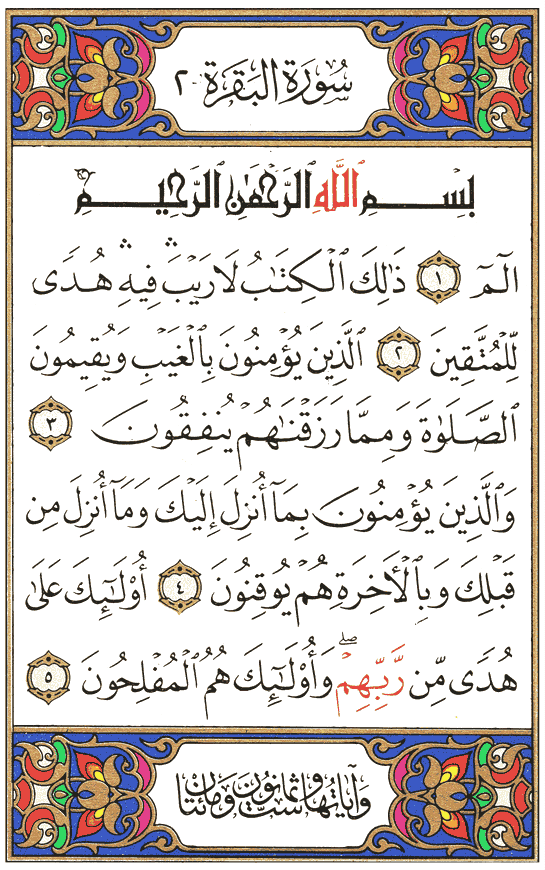 سُورَةُ البَقَرَة ٢
بِسْمِ ٱللَّهِ ٱلرَّحْمَٰنِ ٱلرَّحِيمِ
الٓمٓ ١ ذَٰلِكَ ٱلْكِتَٰبُ لَا رَيْبَۛ فِيهِۛ هُدًى
لِّلْمُتَّقِينَ ٢ ٱلَّذِينَ يُؤْمِنُونَ بِٱلْغَيْبِ وَيُقِيمُونَ
ٱلصَّلَوٰةَ وَمِمَّا رَزَقْنَٰهُمْ يُنفِقُونَ ٣
وَٱلَّذِينَ يُؤْمِنُونَ بِمَآ أُنزِلَ إِلَيْكَ وَمَآ أُنزِلَ مِن
قَبْلِكَ وَبِٱلْأَخِرَةِ هُمْ يُوقِنُونَ ٤ أُو۟لَٰٓئِكَ عَلَىٰ
هُدًى مِّن رَّبِّهِمْۖ وَأُو۟لَٰٓئِكَ هُمُ ٱلْمُفْلِحُونَ ٥
وَآيَاتُهَا سِتٌّ وَثَمَانُونَ وَمِائَتَانِ